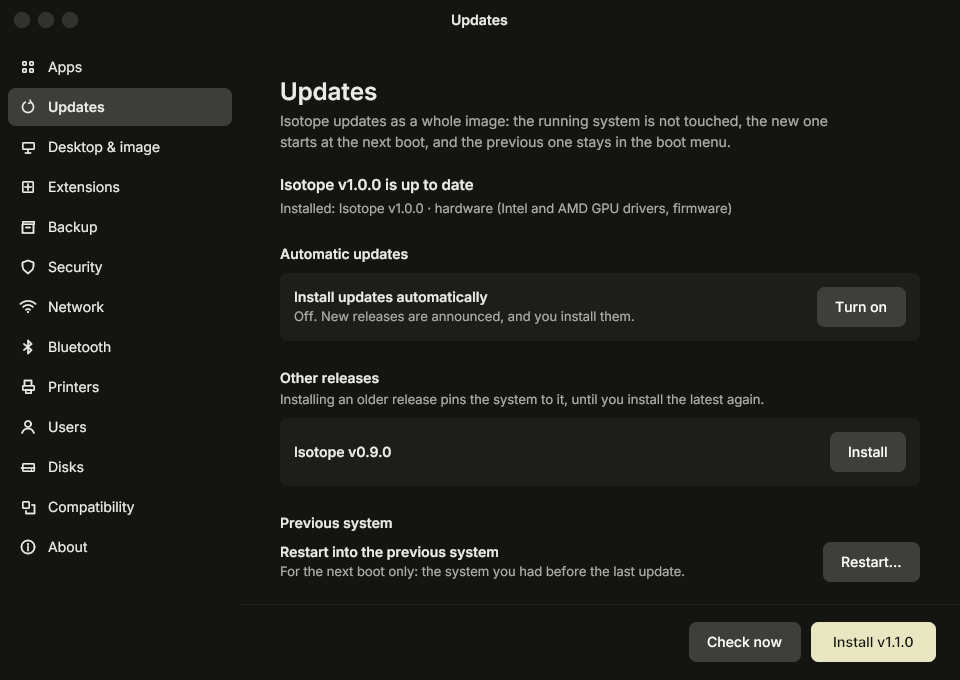 Updates
Apps
Updates
Desktop & image
Extensions
Backup
Security
Network
Bluetooth
Printers
Users
Disks
Compatibility
About
Updates
Isotope updates as a whole image: the running system is not touched, the new one
starts at the next boot, and the previous one stays in the boot menu.
Isotope v1.0.0 is up to date
Installed: Isotope v1.0.0 · hardware (Intel and AMD GPU drivers, firmware)
Automatic updates
Install updates automatically
Off. New releases are announced, and you install them.
Turn on
Other releases
Installing an older release pins the system to it, until you install the latest again.
Isotope v0.9.0
Install
Previous system
Restart into the previous system
For the next boot only: the system you had before the last update.
Restart...
Check now
Install v1.1.0